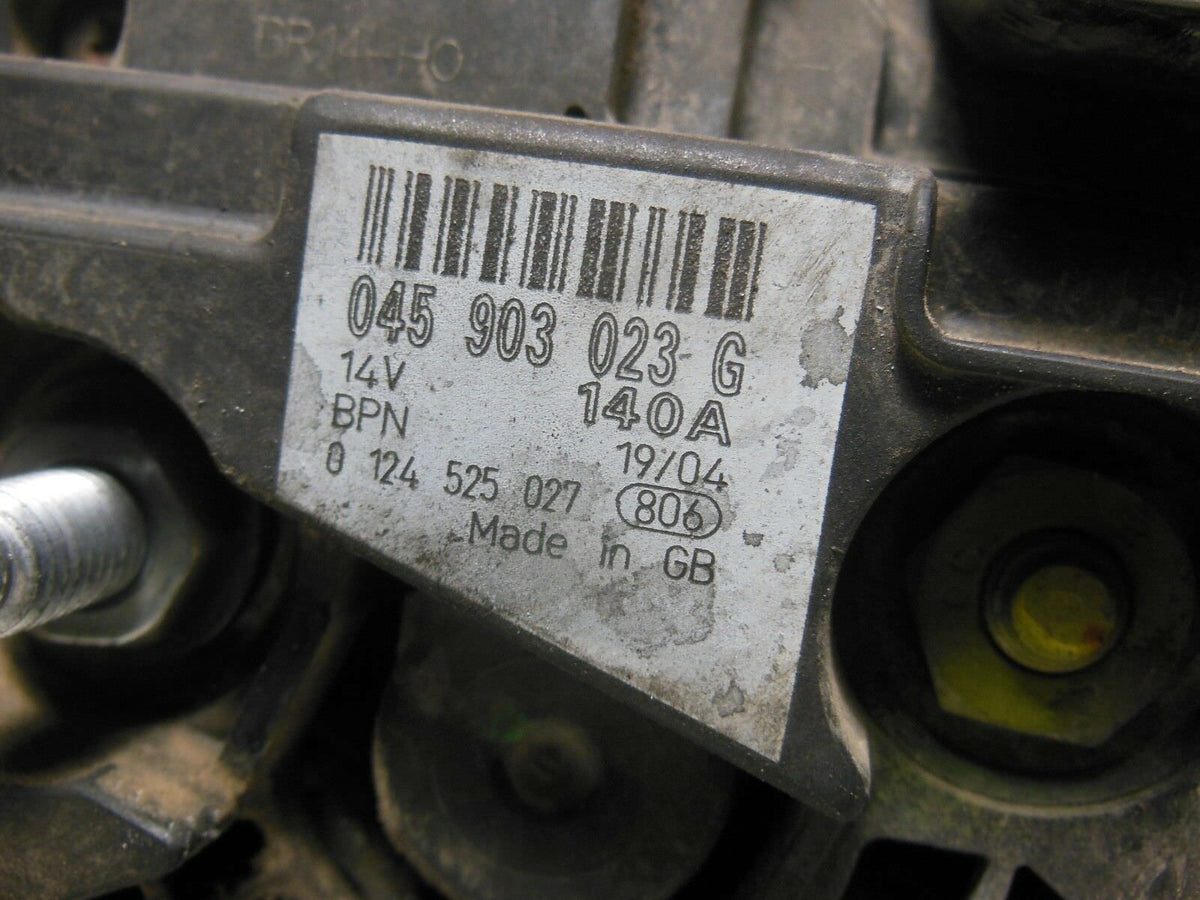 BR14-HO
045 903 023 G
14V 140A
BPN 19/04
0 124 525 027 806
Made in GB